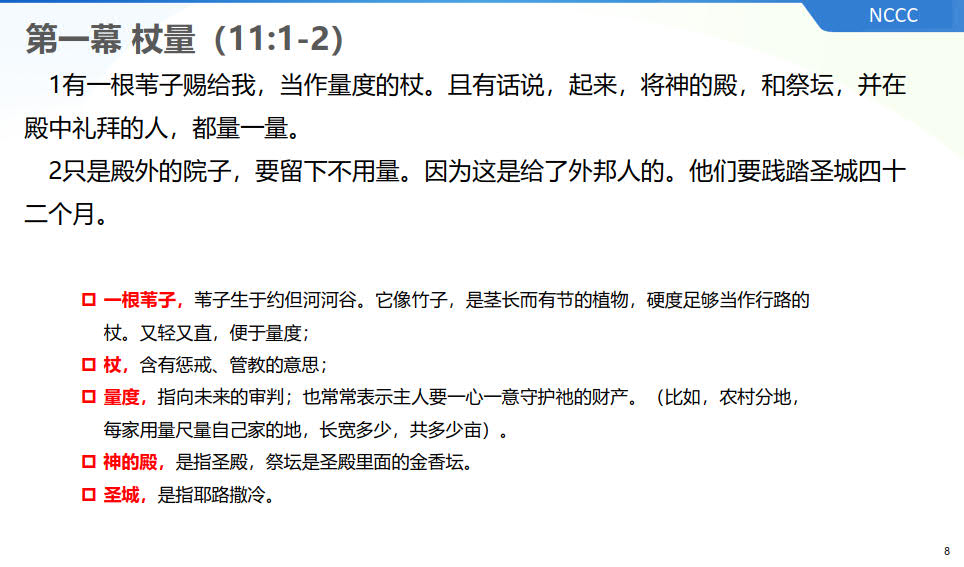 NCCC
第一幕 杖量（11:1-2）
1有一根苇子赐给我，当作量度的杖。且有话说，起来，将神的殿，和祭坛，并在
殿中礼拜的人，都量一量。
2只是殿外的院子，要留下不用量。因为这是给了外邦人的。他们要践踏圣城四十
二个月。
一根苇子，苇子生于约但河河谷。它像竹子，是茎长而有节的植物，硬度足够当作行路的
杖。又轻又直，便于量度；
杖，含有惩戒、管教的意思；
量度，指向未来的审判；也常常表示主人要一心一意守护祂的财产。（比如，农村分地，
每家用量尺量自己家的地，长宽多少，共多少亩）。
神的殿，是指圣殿，祭坛是圣殿里面的金香坛。
圣城，是指耶路撒冷。
8